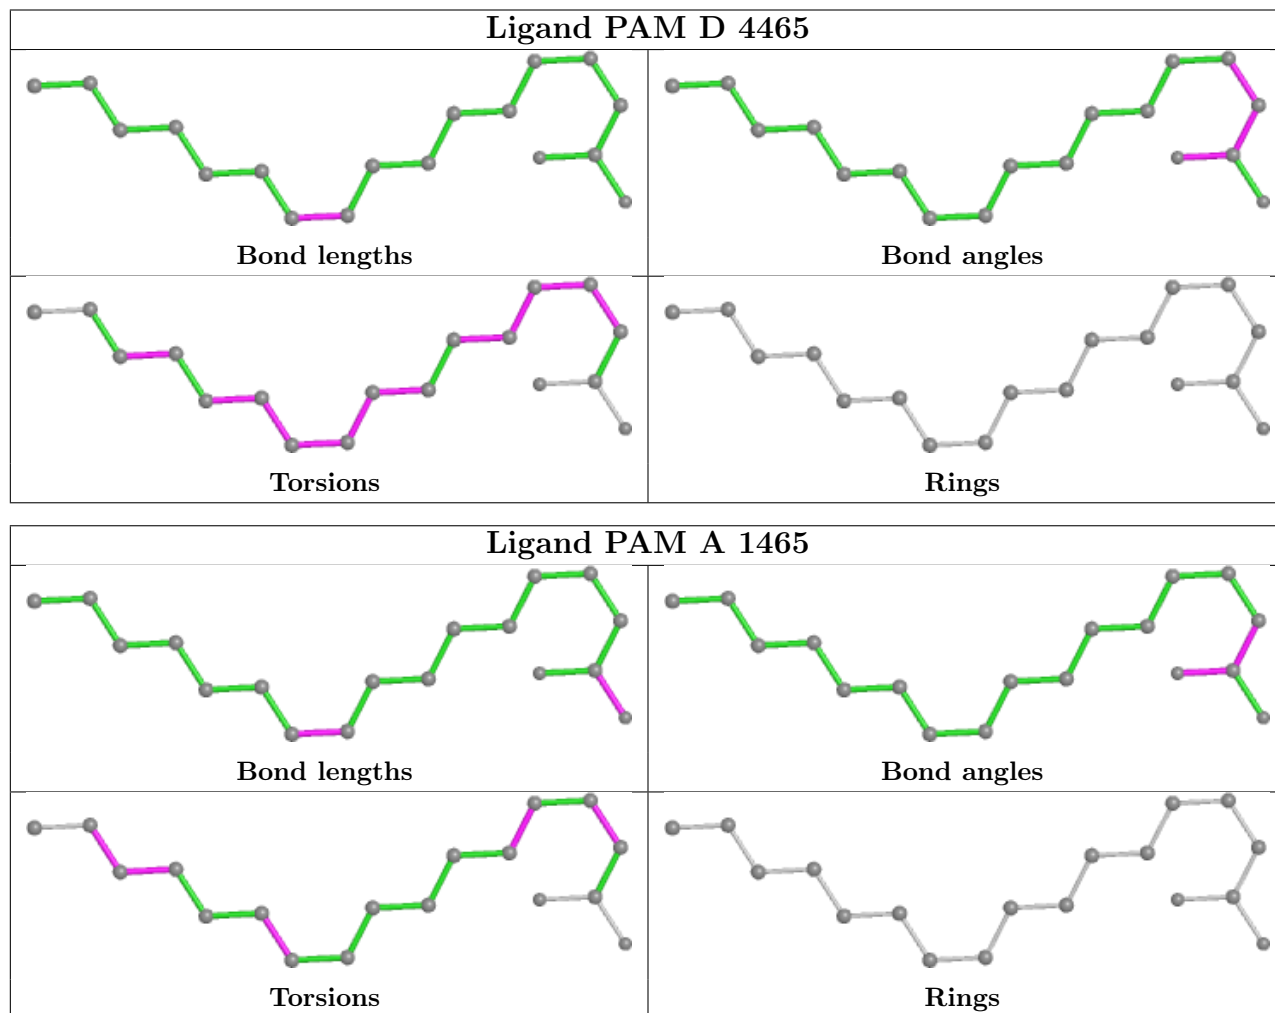 Ligand PAM D 4465
Bond lengths
Bond angles
Torsions
Rings
Ligand PAM A 1465
Bond lengths
Bond angles
Torsions
Rings